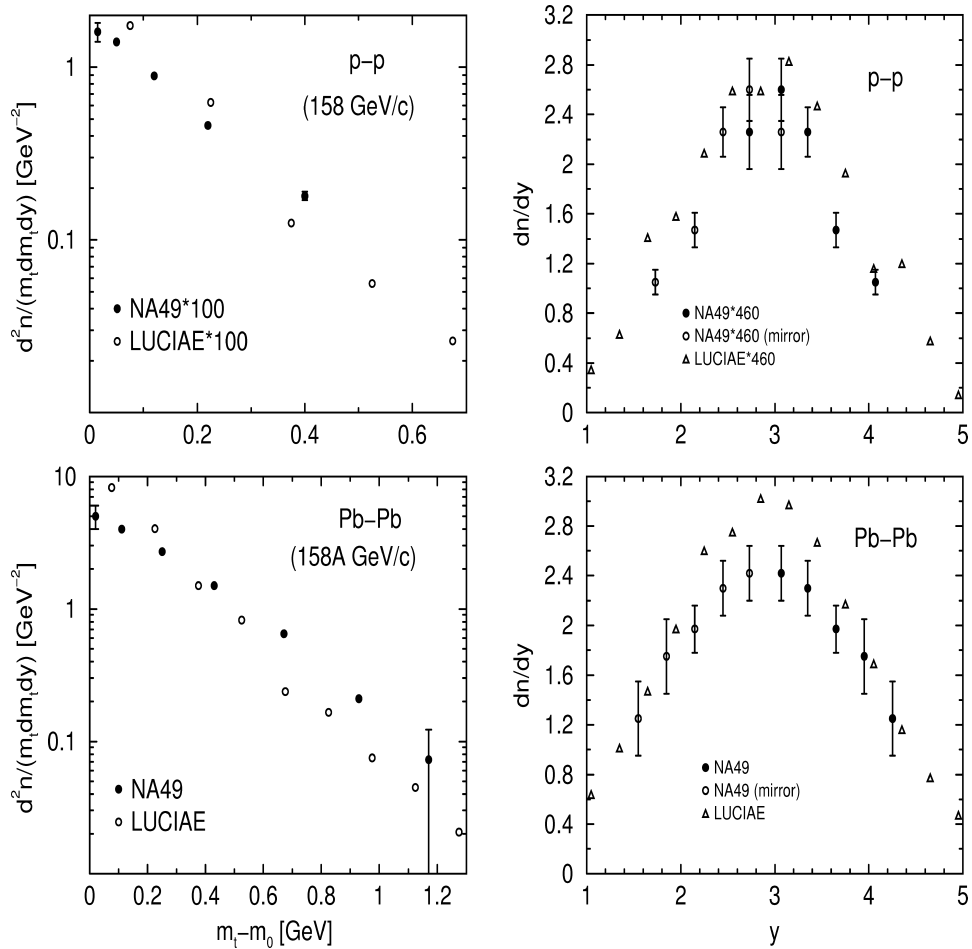 d²n/(mₜdmₜdy) [GeV⁻²]
1
0.1
0
0.2
0.4
0.6
p–p
(158 GeV/c)
NA49*100
LUCIAE*100
dn/dy
3.2
2.8
2.4
2
1.6
1.2
0.8
0.4
0
1
2
3
4
5
p–p
NA49*460
NA49*460 (mirror)
LUCIAE*460
d²n/(mₜdmₜdy) [GeV⁻²]
10
1
0.1
0
0.2
0.4
0.6
0.8
1
1.2
mₜ–m₀ [GeV]
Pb–Pb
(158A GeV/c)
NA49
LUCIAE
dn/dy
3.2
2.8
2.4
2
1.6
1.2
0.8
0.4
0
1
2
3
4
5
y
Pb–Pb
NA49
NA49 (mirror)
LUCIAE